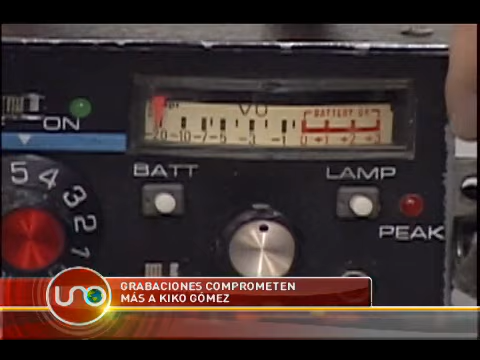 VU
BATTERY OK
-20 -10 -7 -5 -3 -1 0 +1 +2 +3
ON
BATT
LAMP
5 4 3 2 1
PEAK
UNO
GRABACIONES COMPROMETEN
MÁS A KIKO GÓMEZ